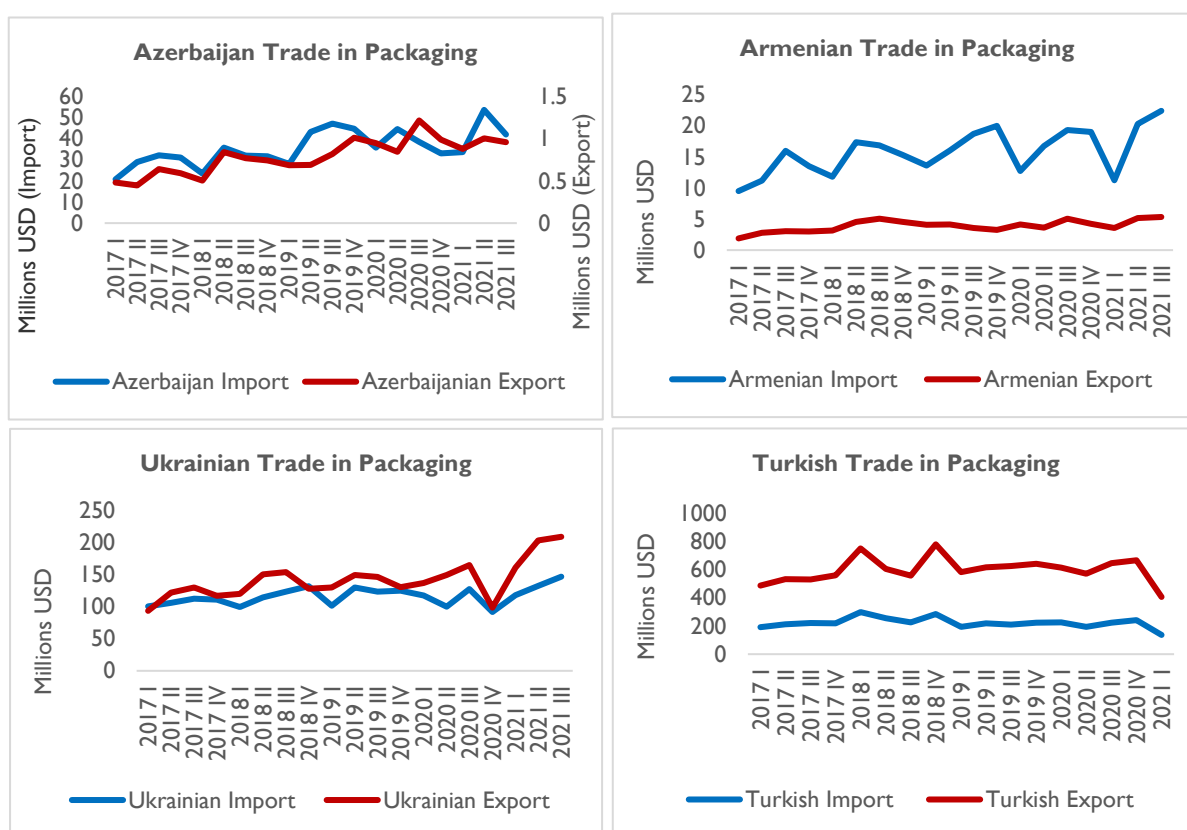 Azerbaijan Trade in Packaging
Millions USD (Import)
60
50
40
30
20
10
0
1.5
1
0.5
0
Millions USD (Export)
2017 I
2017 II
2017 III
2017 IV
2018 I
2018 II
2018 III
2018 IV
2019 I
2019 II
2019 III
2019 IV
2020 I
2020 II
2020 III
2020 IV
2021 I
2021 II
2021 III
Azerbaijan Import
Azerbaijanian Export
Armenian Trade in Packaging
Millions USD
25
20
15
10
5
0
2017 I
2017 II
2017 III
2017 IV
2018 I
2018 II
2018 III
2018 IV
2019 I
2019 II
2019 III
2019 IV
2020 I
2020 II
2020 III
2020 IV
2021 I
2021 II
2021 III
Armenian Import
Armenian Export
Ukrainian Trade in Packaging
Millions USD
250
200
150
100
50
0
2017 I
2017 II
2017 III
2017 IV
2018 I
2018 II
2018 III
2018 IV
2019 I
2019 II
2019 III
2019 IV
2020 I
2020 II
2020 III
2020 IV
2021 I
2021 II
2021 III
Ukrainian Import
Ukrainian Export
Turkish Trade in Packaging
Millions USD
1000
800
600
400
200
0
2017 I
2017 II
2017 III
2017 IV
2018 I
2018 II
2018 III
2018 IV
2019 I
2019 II
2019 III
2019 IV
2020 I
2020 II
2020 III
2020 IV
2021 I
Turkish Import
Turkish Export